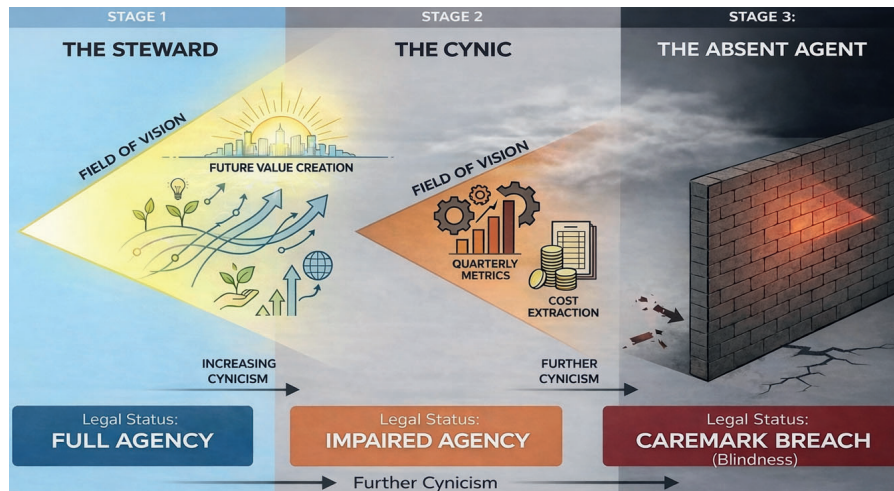 STAGE 1
STAGE 2
STAGE 3:
THE STEWARD
THE CYNIC
THE ABSENT AGENT
FIELD OF VISION
FUTURE VALUE CREATION
FIELD OF VISION
QUARTERLY
METRICS
COST
EXTRACTION
INCREASING
CYNICISM
FURTHER
CYNICISM
Legal Status:
FULL AGENCY
Legal Status:
IMPAIRED AGENCY
Legal Status:
CAREMARK BREACH
(Blindness)
Further Cynicism